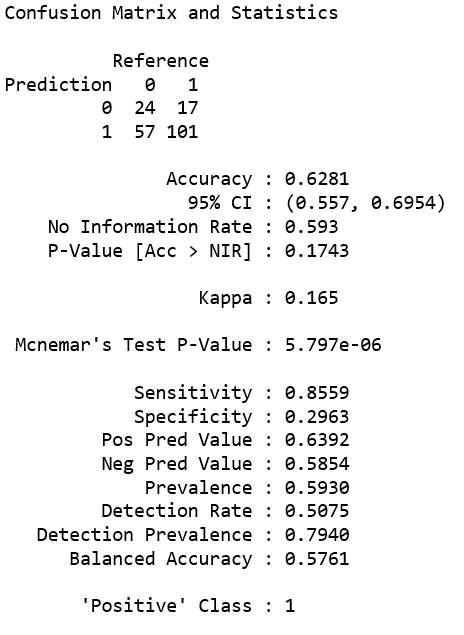 Confusion Matrix and Statistics
Reference
Prediction 0 1
0 24 17
1 57 101
Accuracy : 0.6281
95% CI : (0.557, 0.6954)
No Information Rate : 0.593
P-Value [Acc > NIR] : 0.1743
Kappa : 0.165
Mcnemar's Test P-Value : 5.797e-06
Sensitivity : 0.8559
Specificity : 0.2963
Pos Pred Value : 0.6392
Neg Pred Value : 0.5854
Prevalence : 0.5930
Detection Rate : 0.5075
Detection Prevalence : 0.7940
Balanced Accuracy : 0.5761
'Positive' Class : 1